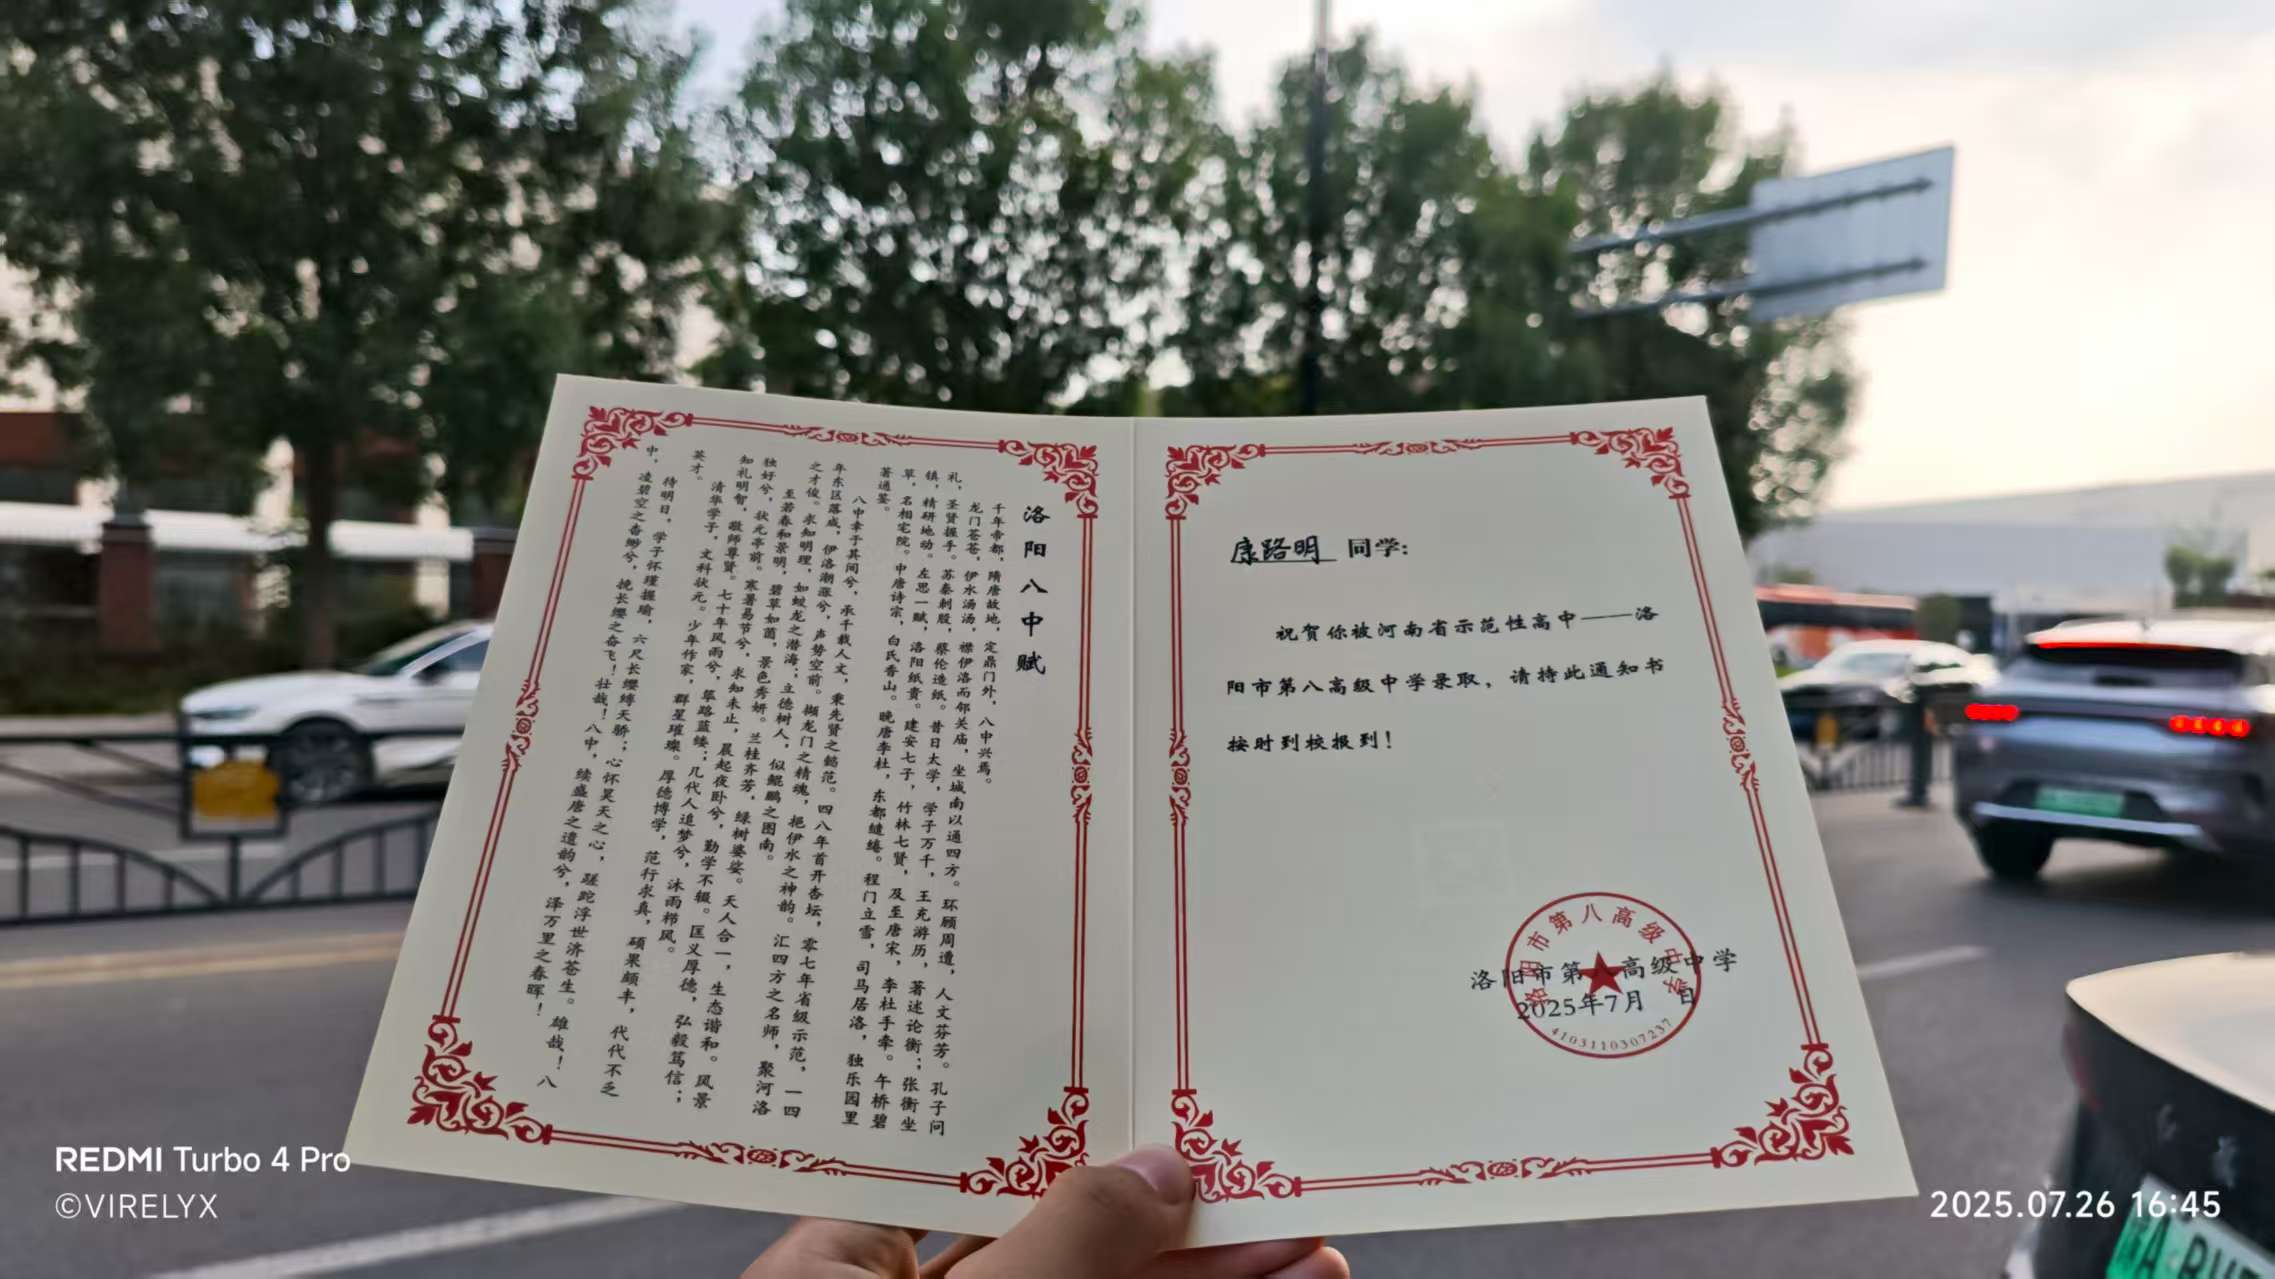 洛阳八中赋
千年帝都，隋唐故地，定鼎门外，八中兴焉。
龙门苍苍，伊水汤汤，襟伊洛而邻关庙，坐城南以通四方。环顾周遭，人文芬芳。孔子问
礼，圣贤握手。苏秦刺股，蔡伦造纸。昔日太学，学子万千，王充游历，著述论衡；张衡坐
镇，精研地动。左思一赋，洛阳纸贵。建安七子，竹林七贤，及至唐宋，李杜手牵。午桥碧
草，名相宅院。中唐诗宗，白氏香山。晚唐李杜，东都缱绻。程门立雪，司马居洛，独乐园里
著通鉴。
八中幸于其间兮，承千载人文，秉先贤之懿范。四八年首开杏坛，零七年省级示范，一四
年东区落成，伊洛潮涨兮，声势空前。撷龙门之精魂，挹伊水之神韵。汇四方之名师，聚河洛
之才俊。求知明理，如蛟龙之潜海，立德树人，似鲲鹏之图南。
至若春和景明，碧草如茵，景色秀妍。兰桂齐芳，绿树婆娑。天人合一，生态谐和。风景
独好兮，状元亭前。寒暑易节兮，求知未止，晨起夜卧兮，勤学不辍。匡义厚德，弘毅笃信；
知礼明智，敬师尊贤。七十年风雨兮，筚路蓝缕；几代人追梦兮，沐雨栉风。
清华学子，文科状元。少年作家，群星璀璨。厚德博学，范行求真，硕果颇丰，代代不乏
英才。
待明日，学子怀瑾握瑜，六尺长缨缚天骄；心怀昊天之心，蹉跎浮世济苍生。雄哉！八
中，凌碧空之杳缈兮，挽长缨之奋飞！壮哉！八中，续盛唐之遗韵兮，泽万里之春晖！
康路明 同学：
祝贺你被河南省示范性高中——洛
阳市第八高级中学录取，请持此通知书
按时到校报到！
洛阳市第八高级中学
洛阳市第八高级中学
2025年7月 日
4103110307237
REDMI Turbo 4 Pro
©VIRELYX
2025.07.26 16:45